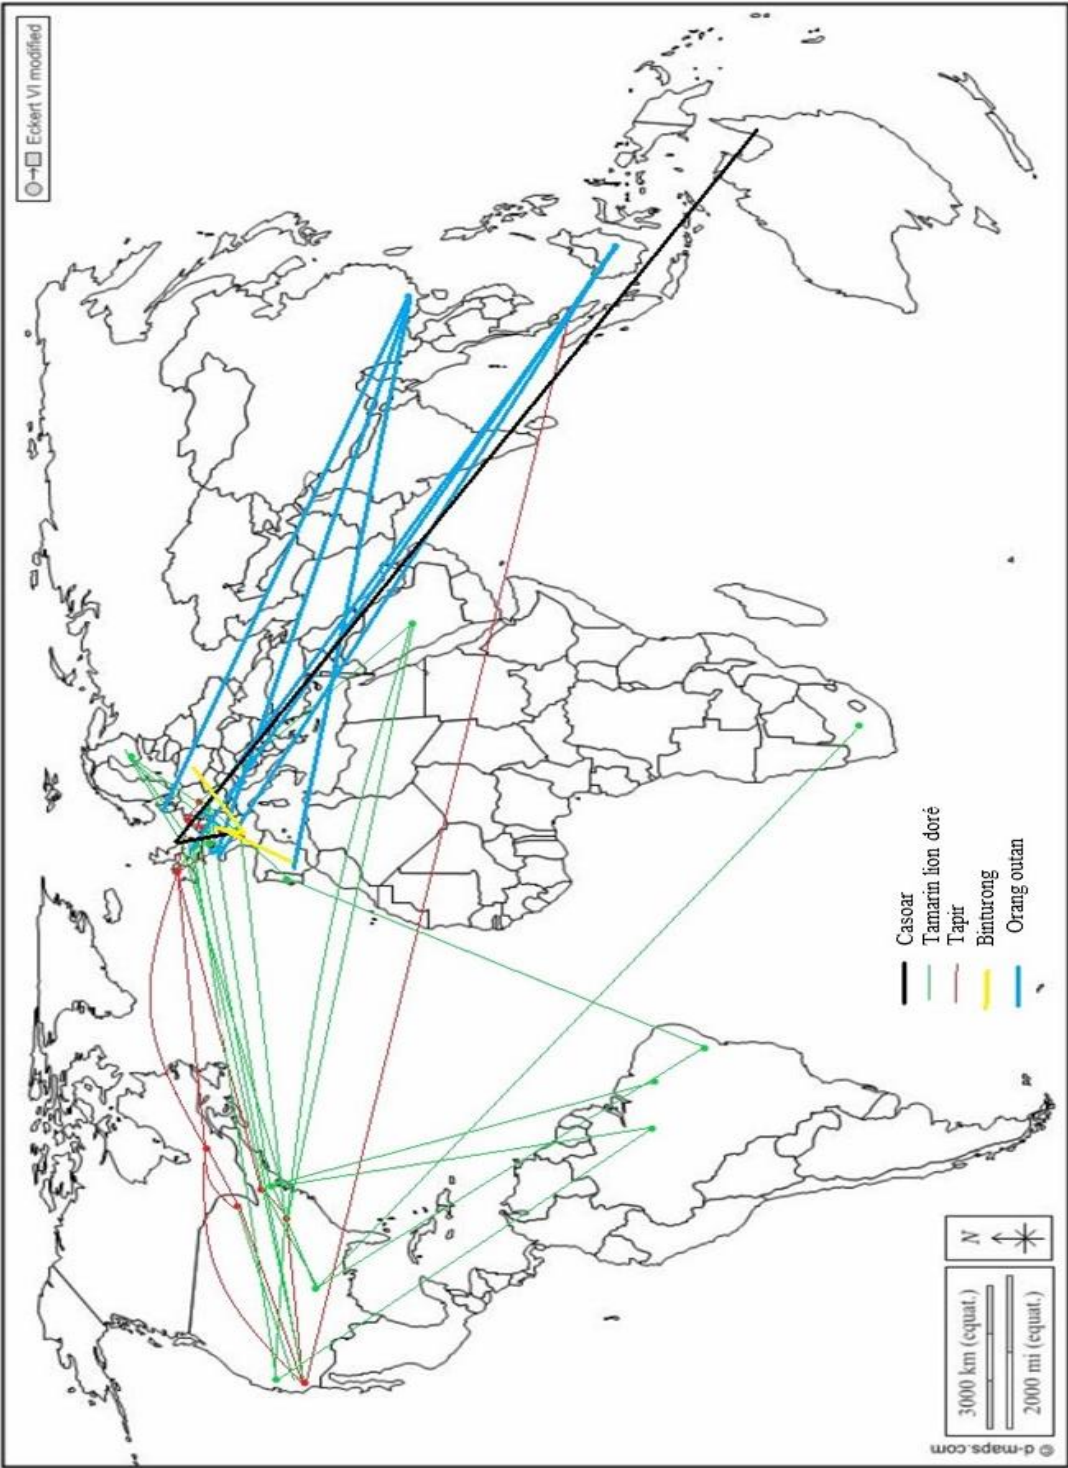 Eckert VI modified
Casoar
Tamarin lion doré
Tapir
Binturong
Orang outan
N
3000 km (equat.)
2000 mi (equat.)
© d-maps.com